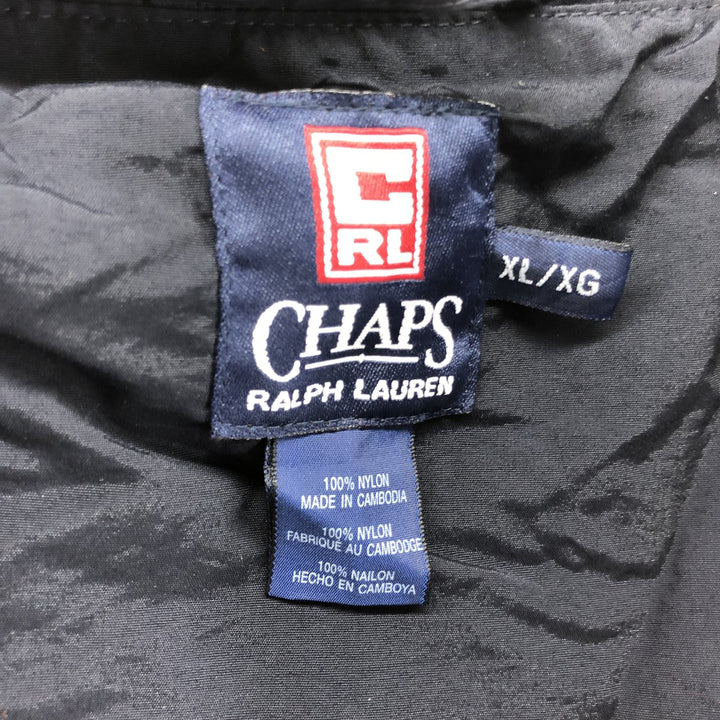 C
RL
CHAPS
RALPH LAUREN
XL/XG
100% NYLON
MADE IN CAMBODIA
100% NYLON
FABRIQUÉ AU CAMBODGE
100% NAILON
HECHO EN CAMBOYA